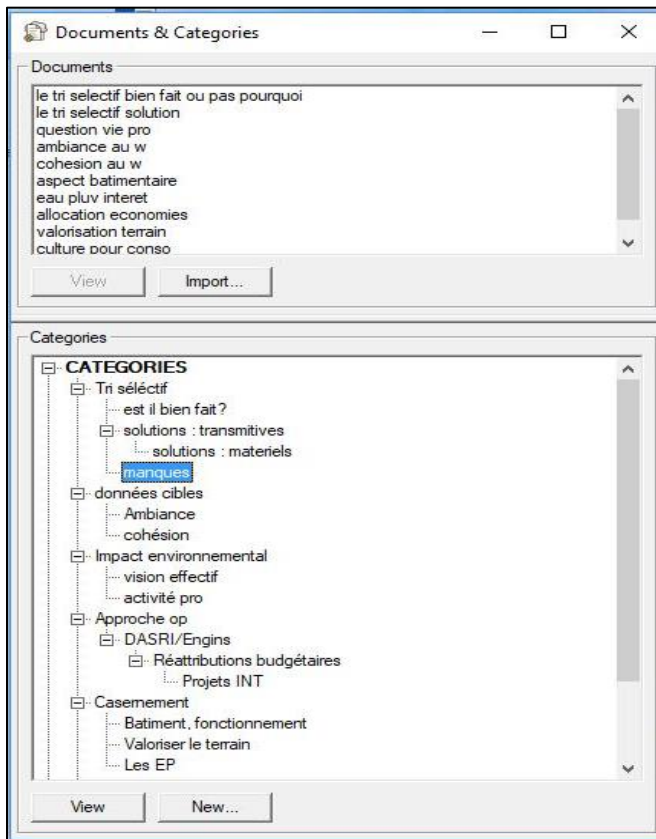 Documents & Categories
Documents
le tri selectif bien fait ou pas pourquoi
le tri selectif solution
question vie pro
ambiance au w
cohesion au w
aspect batimentaire
eau pluv interet
allocation economies
valorisation terrain
culture pour conso
View Import...
Categories
CATEGORIES
Tri séléctif
est il bien fait?
solutions : transmitives
solutions : materiels
manques
données cibles
Ambiance
cohésion
Impact environnemental
vision effectif
activité pro
Approche op
DASRI/Engins
Réattributions budgétaires
Projets INT
Casernement
Batiment, fonctionnement
Valoriser le terrain
Les EP
View New...